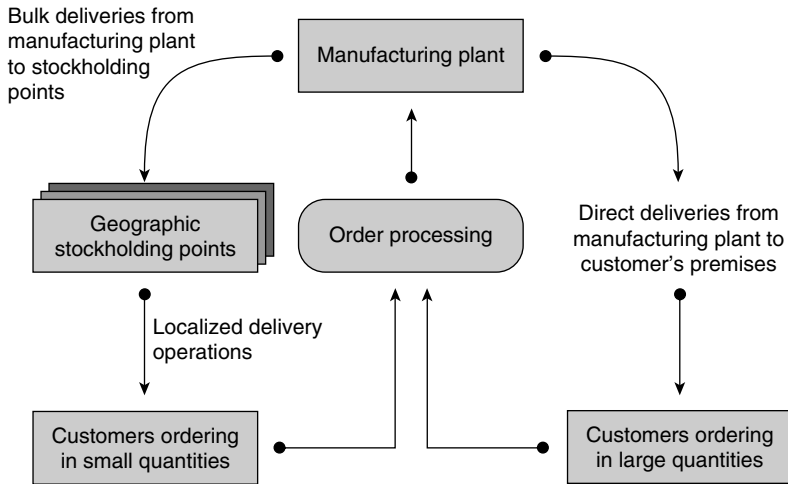 Bulk deliveries from
manufacturing plant
to stockholding
points
Manufacturing plant
Geographic
stockholding points
Order processing
Direct deliveries from
manufacturing plant to
customer’s premises
Localized delivery
operations
Customers ordering
in small quantities
Customers ordering
in large quantities